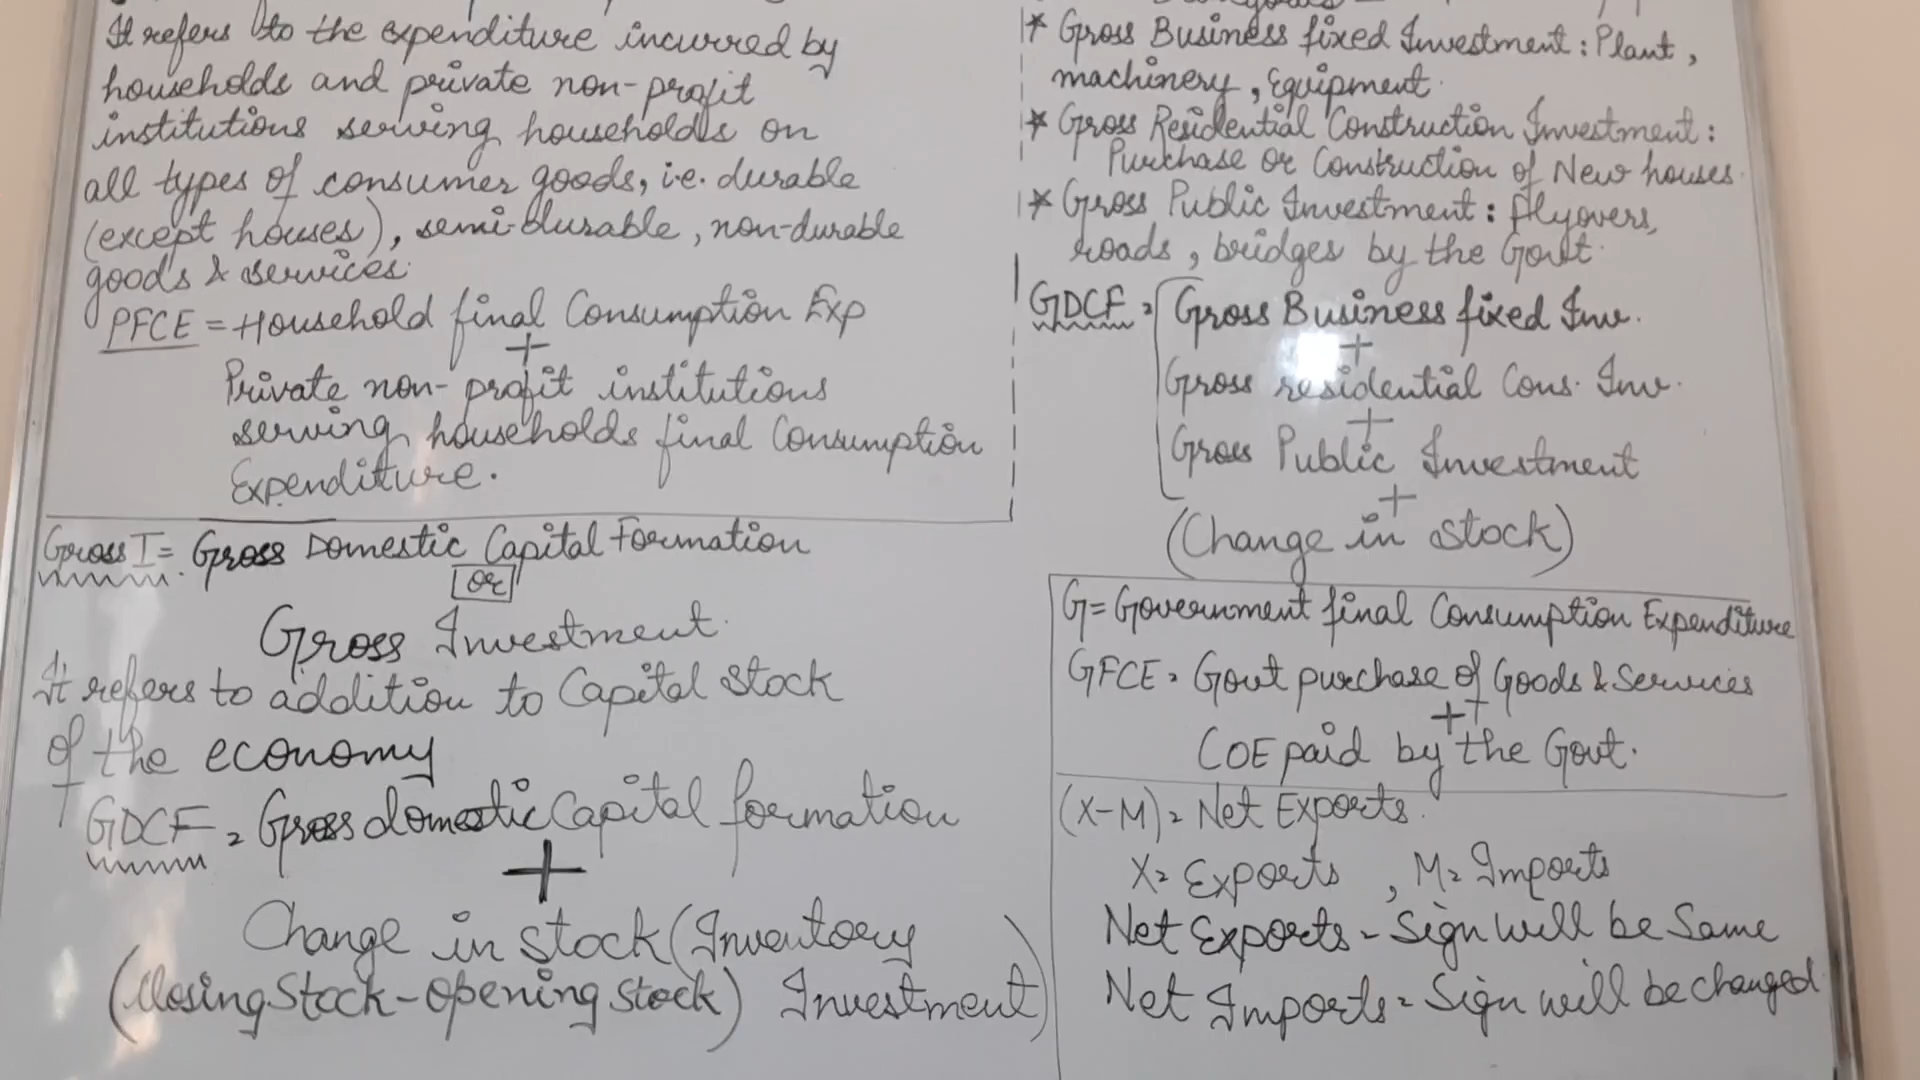 It refers to the expenditure incurred by
households and private non-profit
institutions serving households on
all types of consumer goods, i.e. durable
(except houses), semi-durable, non-durable
goods & services.
PFCE = Household final Consumption Exp
+
Private non-profit institutions
serving households final Consumption
Expenditure.
Gross I = Gross Domestic Capital Formation
or
Gross Investment.
It refers to addition to Capital Stock
of the economy
GDCF = Gross domestic Capital formation
+
Change in stock (Inventory
(Closing Stock - Opening Stock) Investment)
* Gross Business fixed Investment : Plant,
machinery, Equipment.
* Gross Residential Construction Investment :
Purchase or Construction of New houses.
* Gross Public Investment : Flyovers,
roads, bridges by the Govt.
GDCF = Gross Business fixed Inv.
+
Gross residential Cons. Inv.
+
Gross Public Investment
+
(Change in stock)
G = Government final Consumption Expenditure
GFCE = Govt purchase of Goods & Services
+
COE paid by the Govt.
(X-M) = Net Exports.
X = Exports, M = Imports
Net Exports - Sign will be Same
Net Imports = Sign will be changed